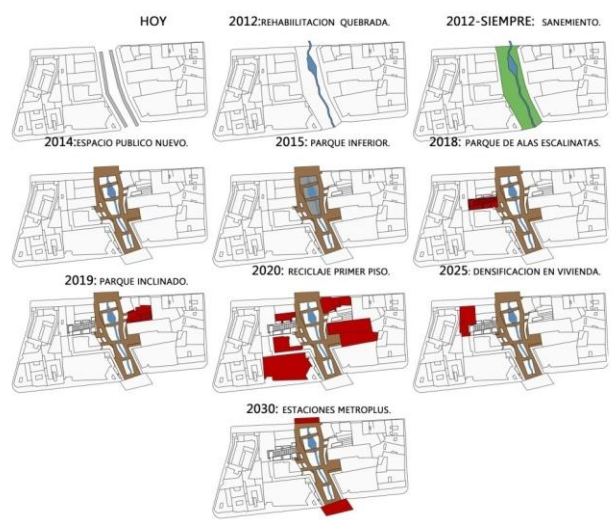 HOY
2012:REHABILITACION QUEBRADA.
2012-SIEMPRE: SANEMIENTO.
2014:ESPACIO PUBLICO NUEVO.
2015: PARQUE INFERIOR.
2018: PARQUE DE ALAS ESCALINATAS.
2019: PARQUE INCLINADO.
2020: RECICLAJE PRIMER PISO.
2025: DENSIFICACION EN VIVIENDA.
2030: ESTACIONES METROPLUS.